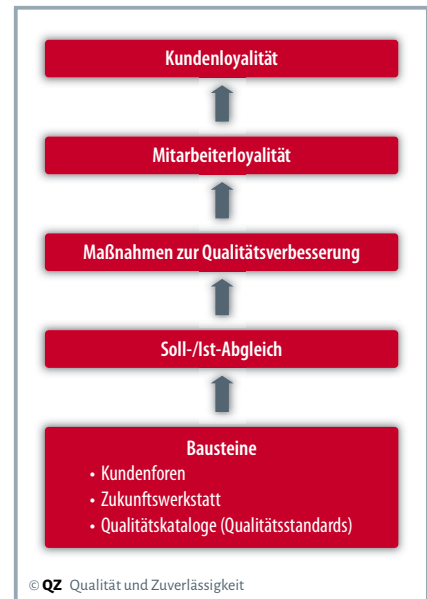 Kundenloyalität
Mitarbeiterloyalität
Maßnahmen zur Qualitätsverbesserung
Soll-/Ist-Abgleich
Bausteine
• Kundenforen
• Zukunftswerkstatt
• Qualitätskataloge (Qualitätsstandards)
© QZ Qualität und Zuverlässigkeit